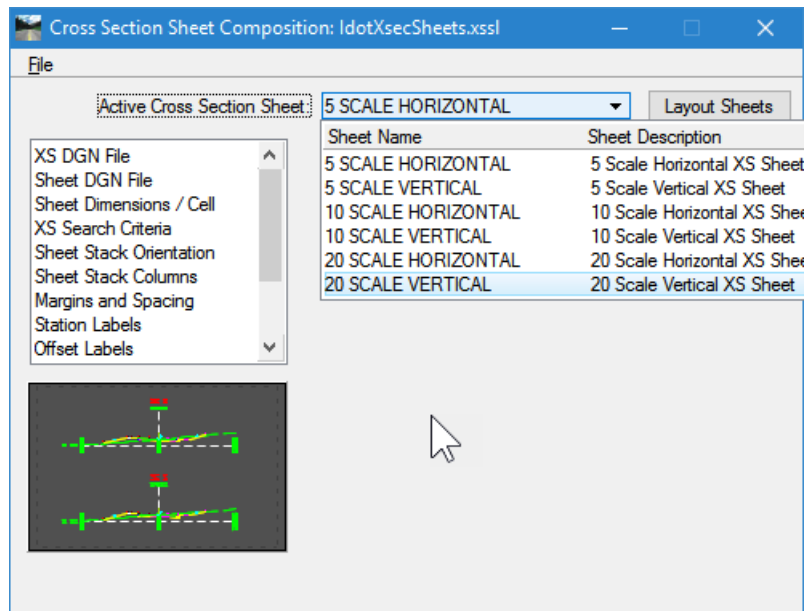 Cross Section Sheet Composition: IdotXsecSheets.xssl
File
Active Cross Section Sheet: 5 SCALE HORIZONTAL Layout Sheets
Sheet Name Sheet Description
5 SCALE HORIZONTAL 5 Scale Horizontal XS Sheet
5 SCALE VERTICAL 5 Scale Vertical XS Sheet
10 SCALE HORIZONTAL 10 Scale Horizontal XS Shee
10 SCALE VERTICAL 10 Scale Vertical XS Sheet
20 SCALE HORIZONTAL 20 Scale Horizontal XS Shee
20 SCALE VERTICAL 20 Scale Vertical XS Sheet
XS DGN File
Sheet DGN File
Sheet Dimensions / Cell
XS Search Criteria
Sheet Stack Orientation
Sheet Stack Columns
Margins and Spacing
Station Labels
Offset Labels